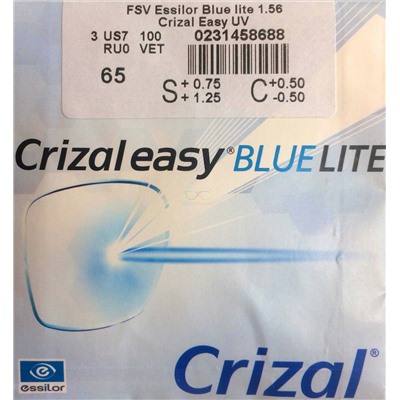 FSV Essilor Blue lite 1.56
Crizal Easy UV
3 US7 100 0231458688
RU0 VET
65
S + 0.75 C +0.50
+ 1.25 -0.50
Crizal easy® BLUE LITE
essilor
Crizal®